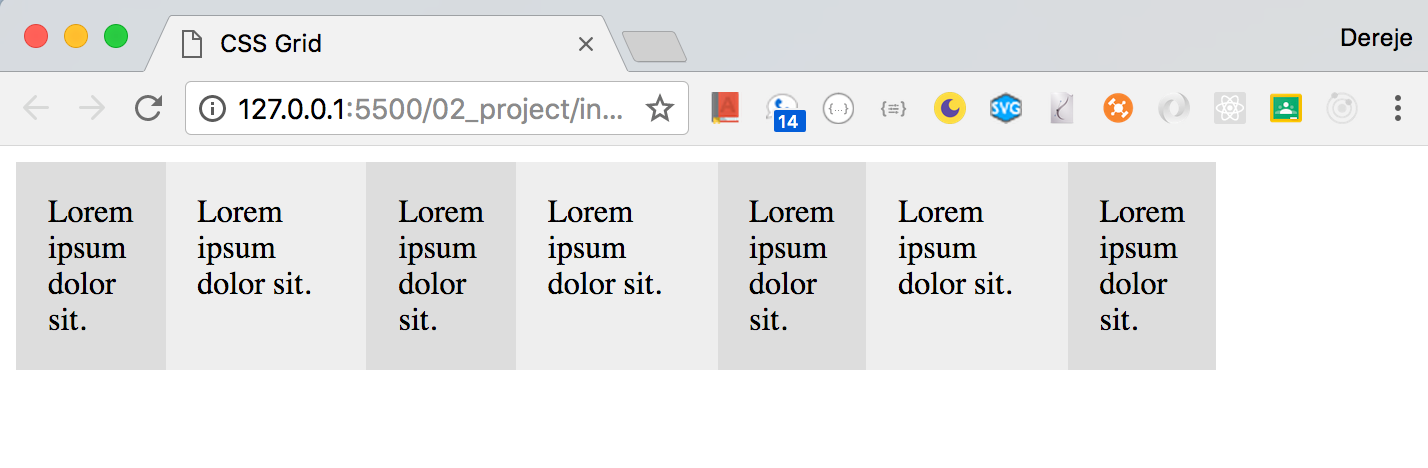 CSS Grid
Dereje
127.0.0.1:5500/02_project/in...
14
{...}
SVG
Lorem
ipsum
dolor
sit.
Lorem
ipsum
dolor sit.
Lorem
ipsum
dolor
sit.
Lorem
ipsum
dolor sit.
Lorem
ipsum
dolor
sit.
Lorem
ipsum
dolor sit.
Lorem
ipsum
dolor
sit.